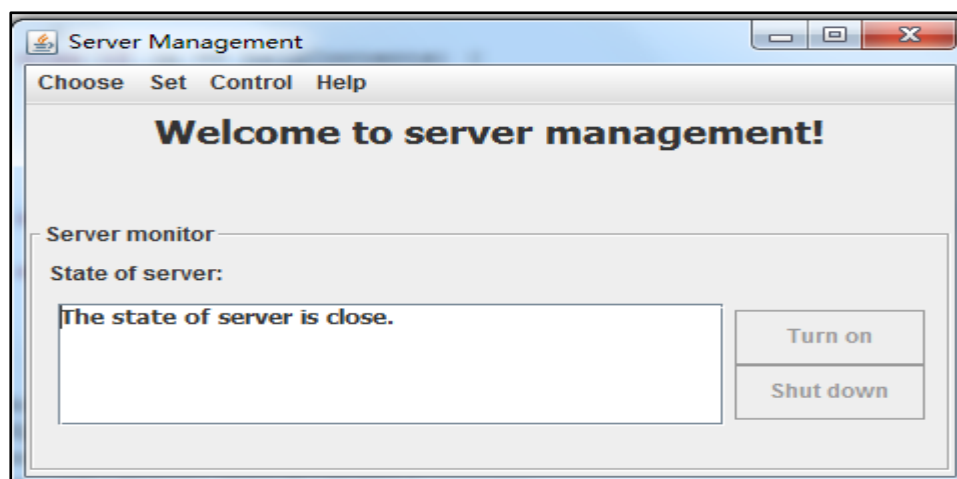 Server Management
Choose Set Control Help
Welcome to server management!
Server monitor
State of server:
The state of server is close.
Turn on
Shut down